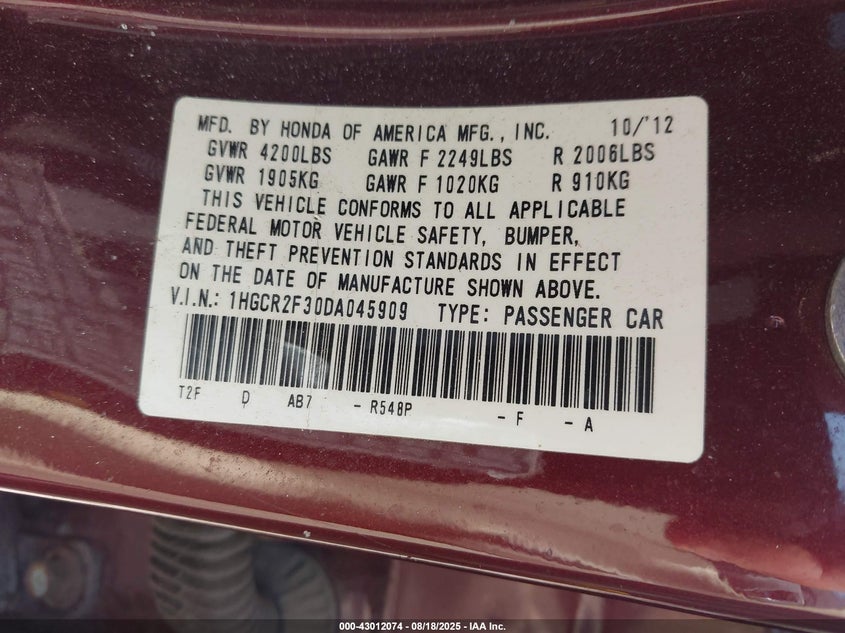 MFD. BY HONDA OF AMERICA MFG., INC. 10/'12
GVWR 4200LBS GAWR F 2249LBS R 2006LBS
GVWR 1905KG GAWR F 1020KG R 910KG
THIS VEHICLE CONFORMS TO ALL APPLICABLE
FEDERAL MOTOR VEHICLE SAFETY, BUMPER,
AND THEFT PREVENTION STANDARDS IN EFFECT
ON THE DATE OF MANUFACTURE SHOWN ABOVE.
V.I.N.: 1HGCR2F30DA045909 TYPE: PASSENGER CAR
T2F D AB7 - R548P - F - A
000-43012074 - 08/18/2025 - IAA Inc.